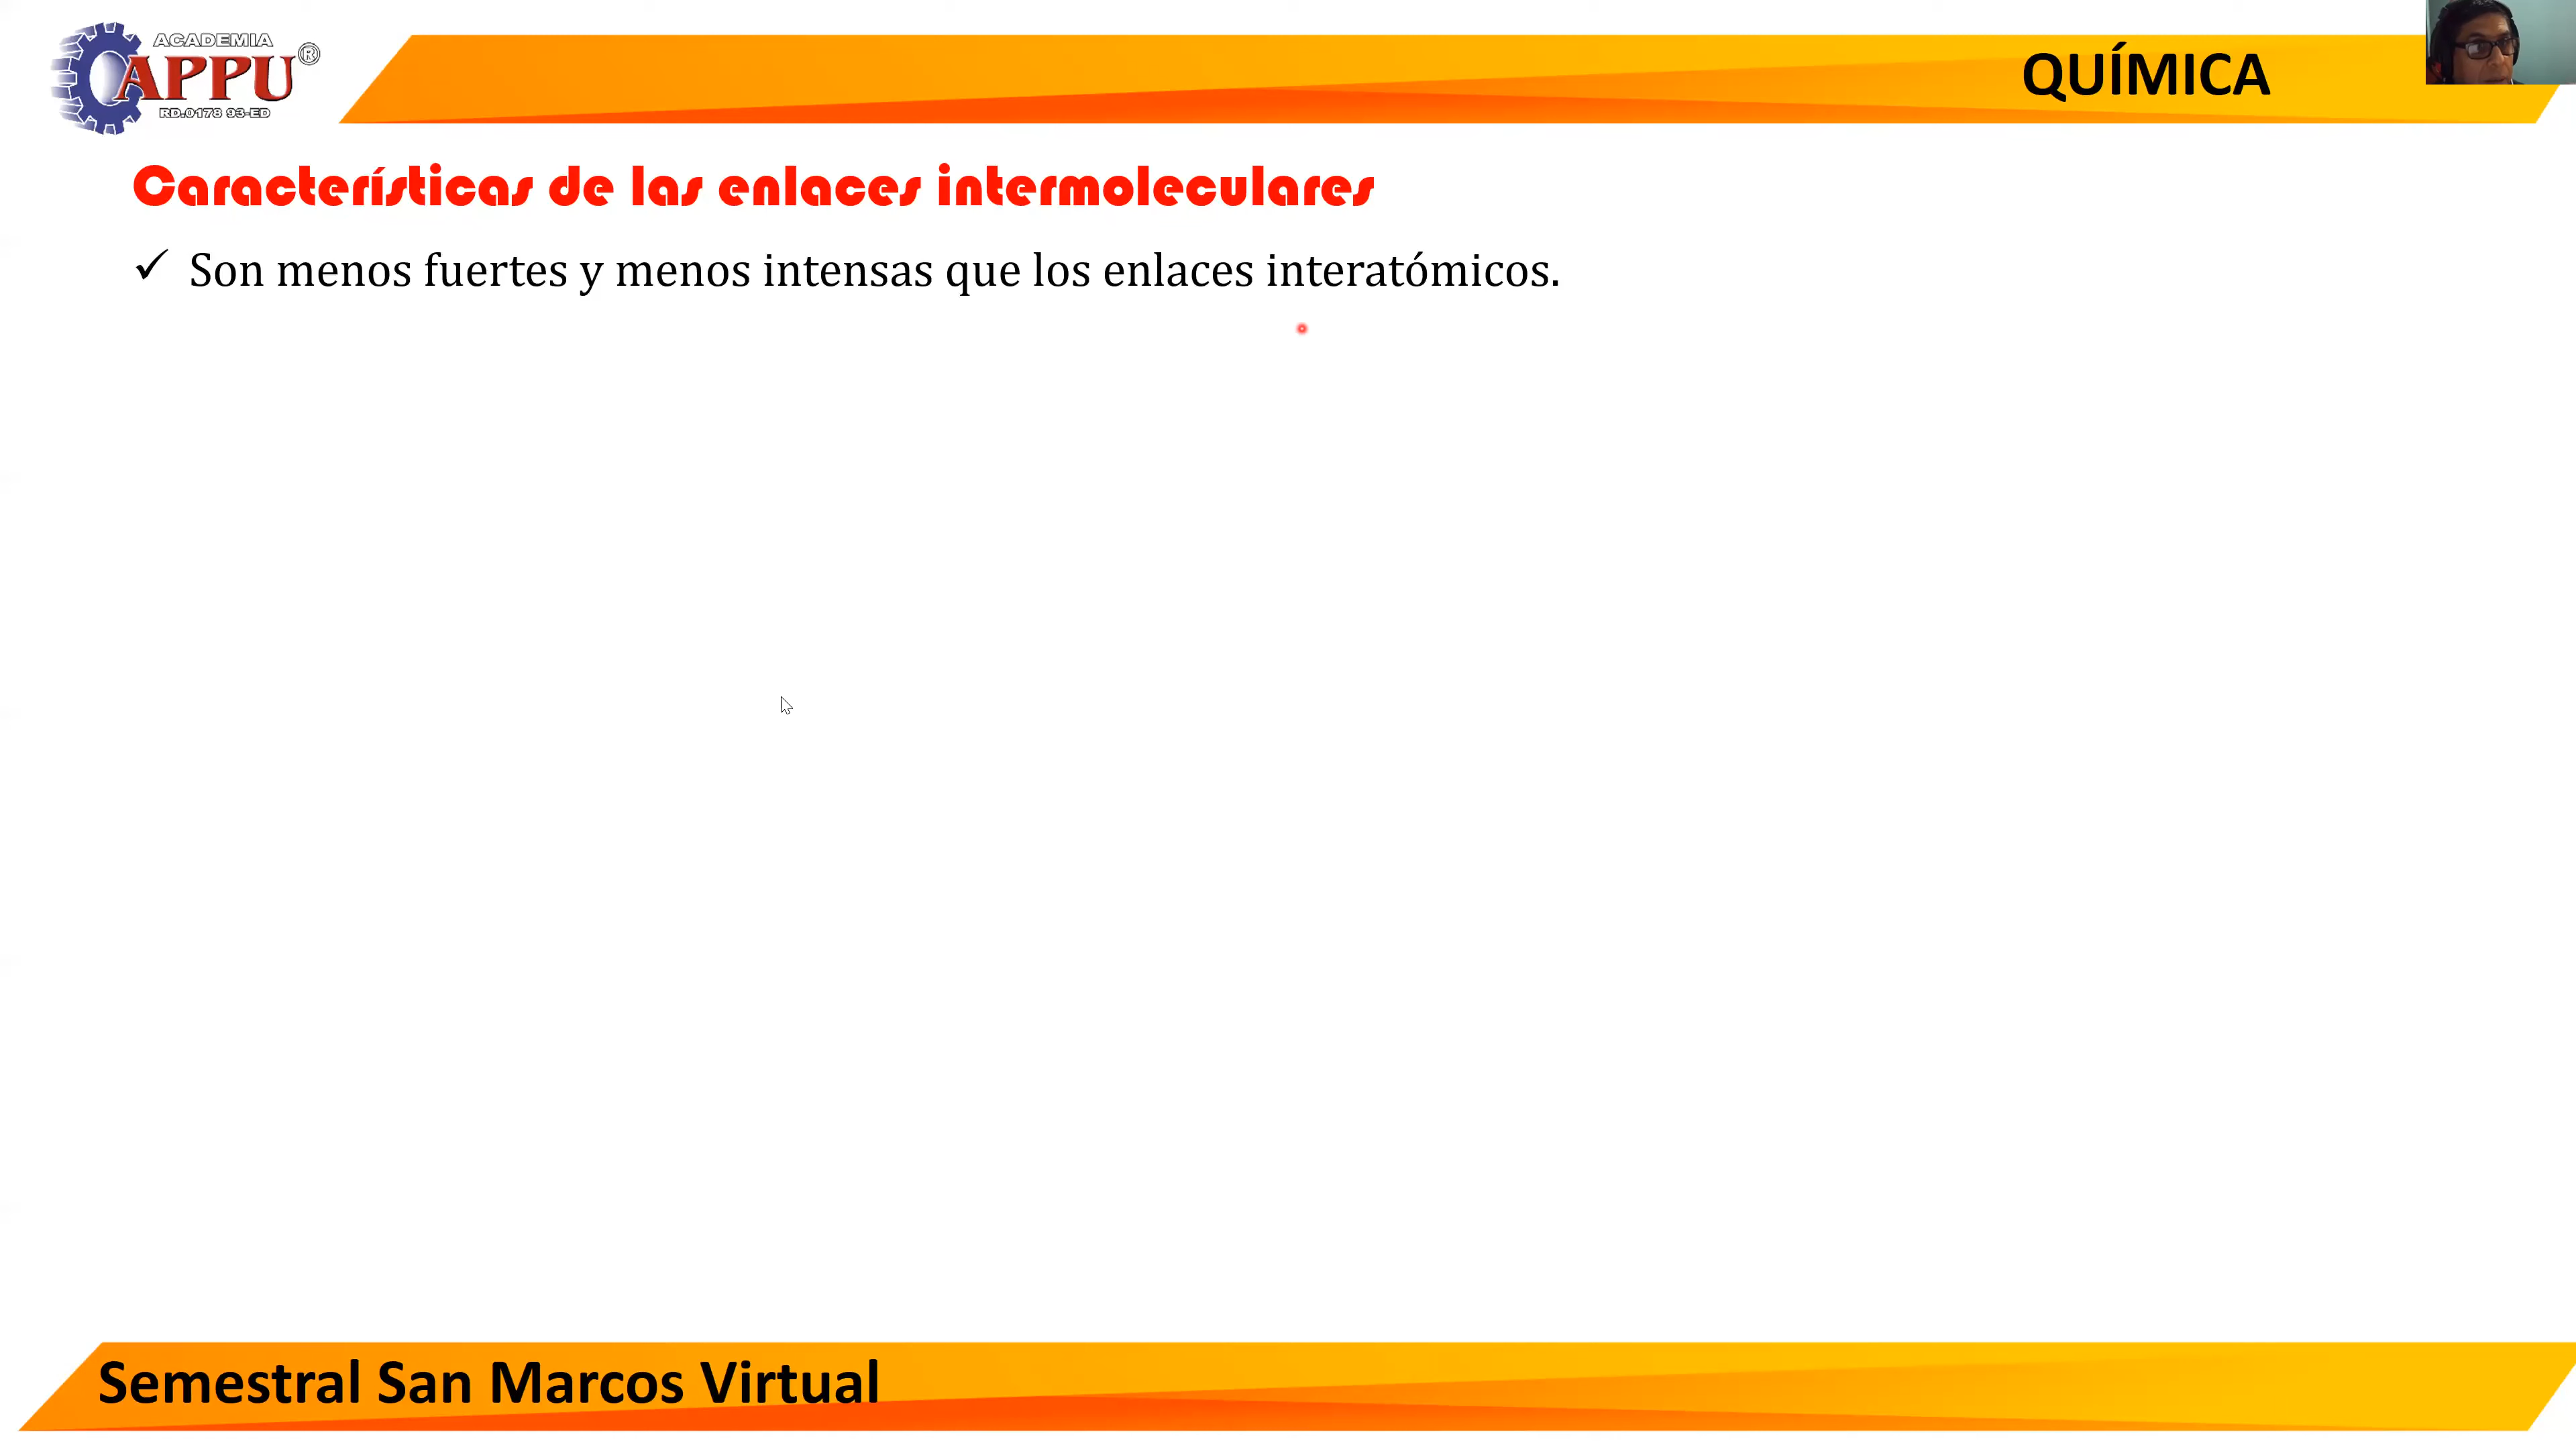 ACADEMIA
APPU ®
RD.0178 93-ED
QUÍMICA
Características de las enlaces intermoleculares
✓ Son menos fuertes y menos intensas que los enlaces interatómicos.
Semestral San Marcos Virtual